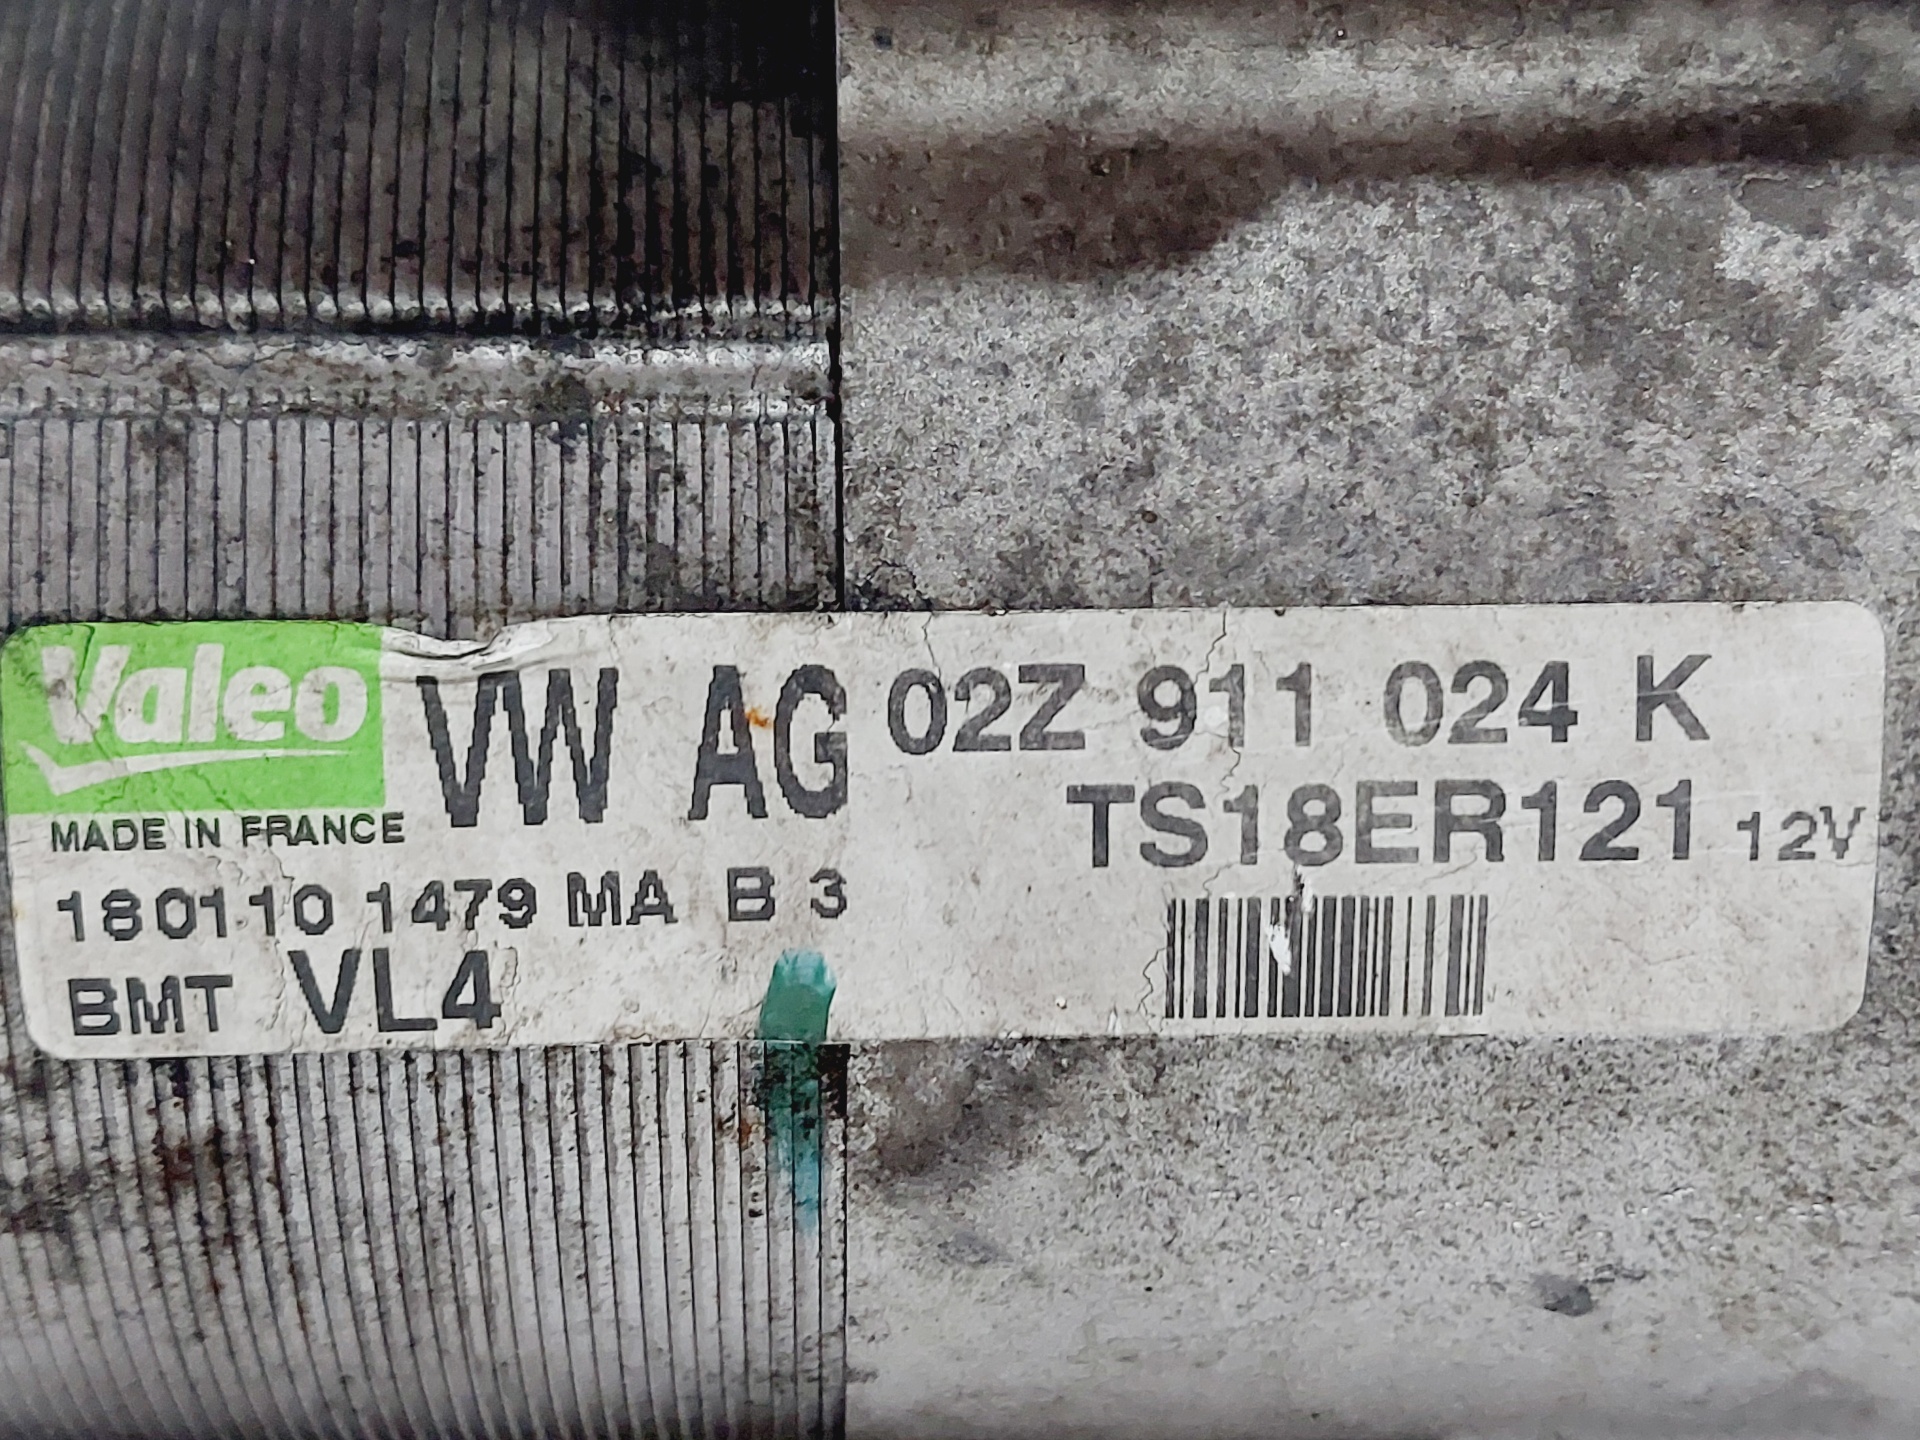 Valeo VW AG 02Z 911 024 K
MADE IN FRANCE TS18ER121 12V
180110 1479 MA B 3
BMT VL4